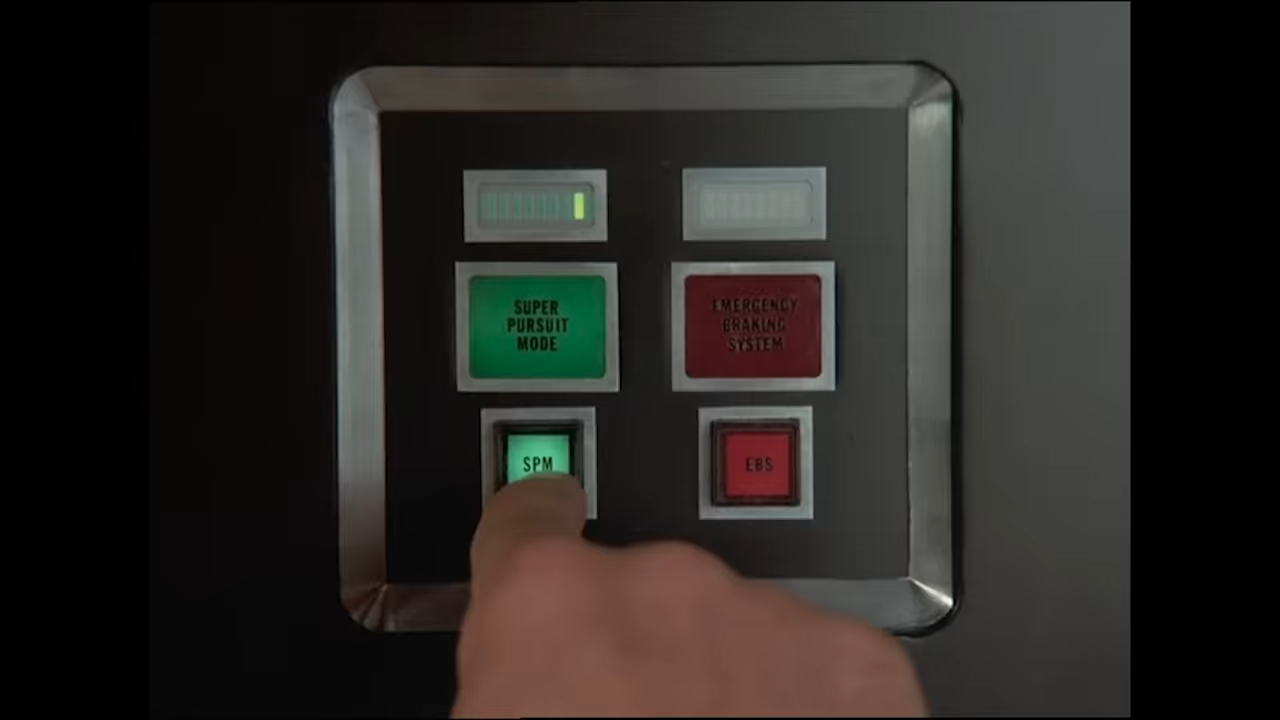 SUPER
PURSUIT
MODE
EMERGENCY
BRAKING
SYSTEM
SPM
EBS